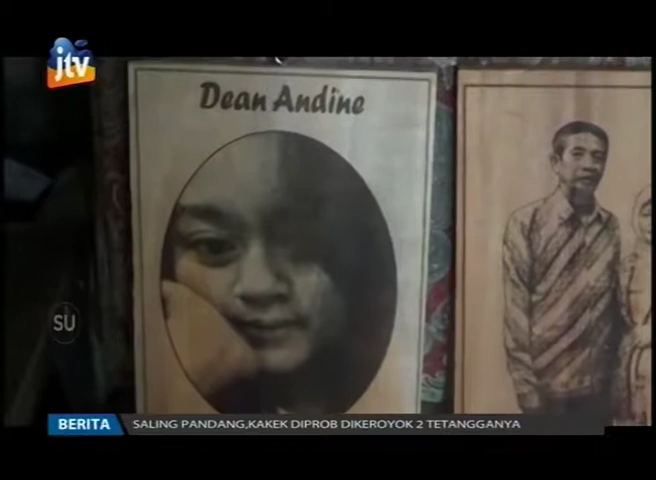 jtv
Dean Andine
SU
BERITA
SALING PANDANG,KAKEK DIPROB DIKEROYOK 2 TETANGGANYA